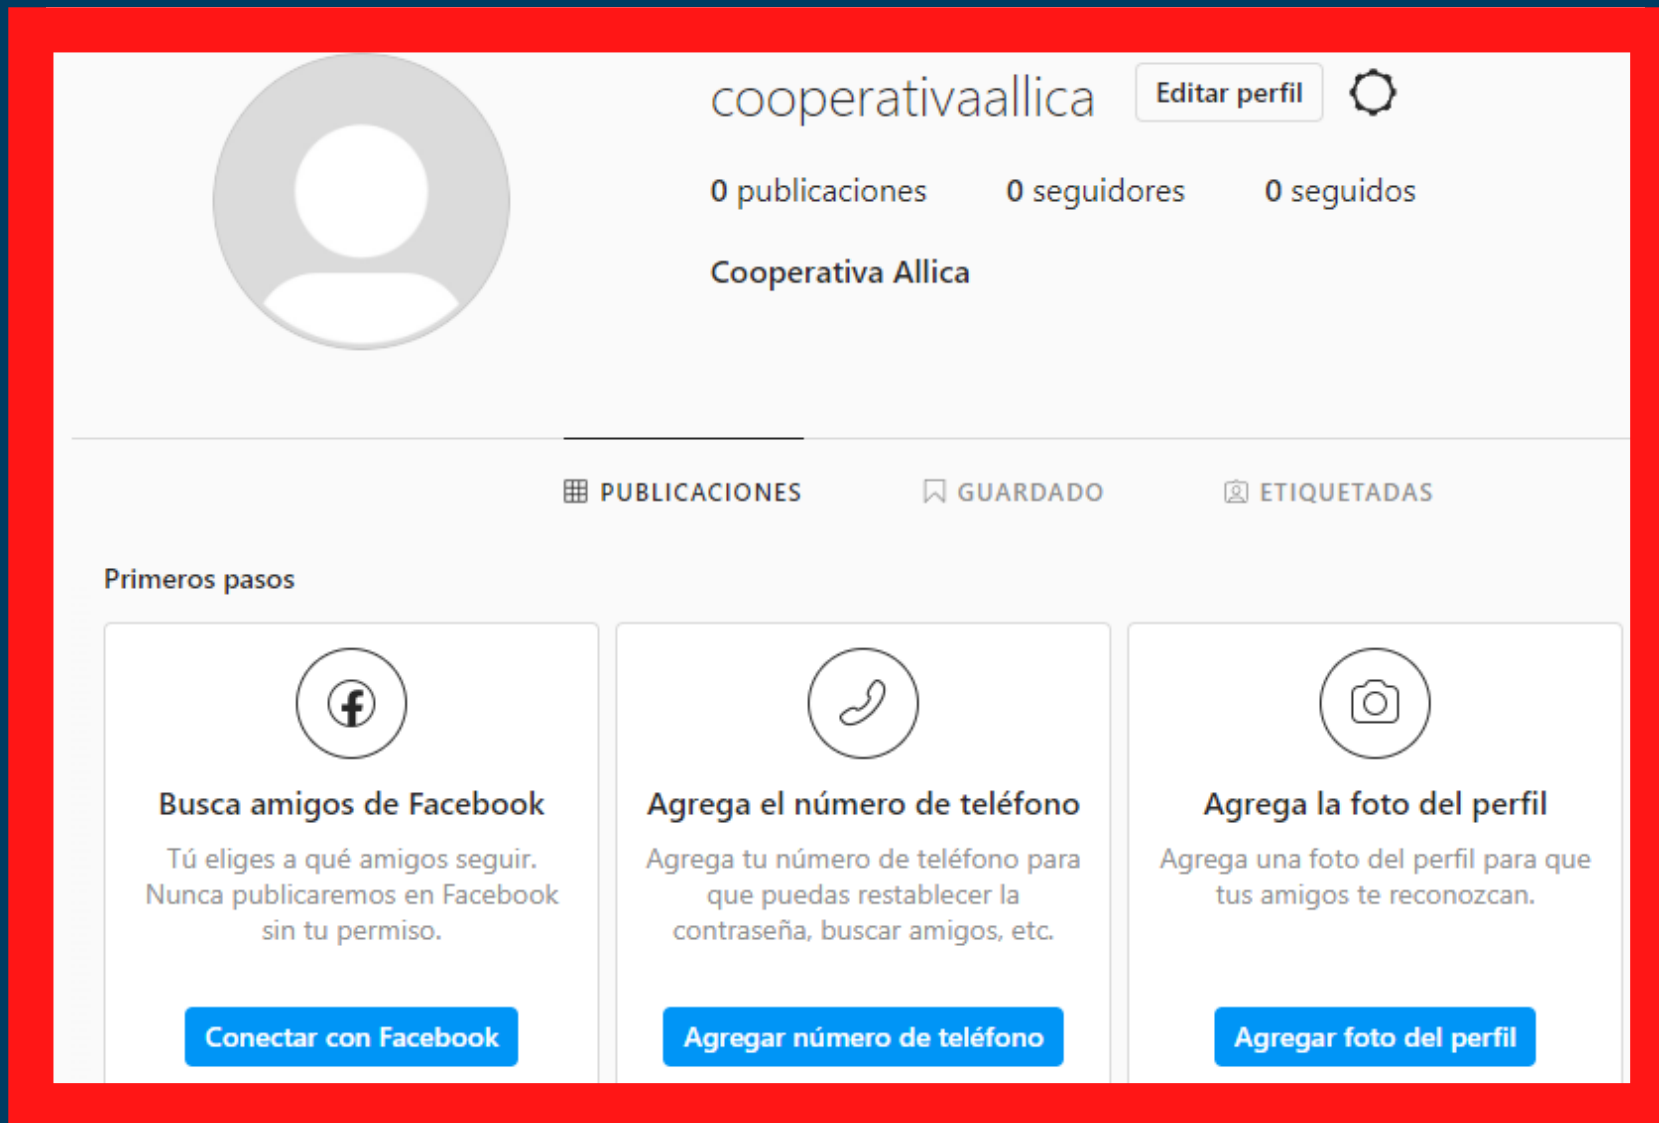 cooperativaallica Editar perfil
0 publicaciones 0 seguidores 0 seguidos
Cooperativa Allica
PUBLICACIONES GUARDADO ETIQUETADAS
Primeros pasos
Busca amigos de Facebook
Tú eliges a qué amigos seguir.
Nunca publicaremos en Facebook
sin tu permiso.
Conectar con Facebook
Agrega el número de teléfono
Agrega tu número de teléfono para
que puedas restablecer la
contraseña, buscar amigos, etc.
Agregar número de teléfono
Agrega la foto del perfil
Agrega una foto del perfil para que
tus amigos te reconozcan.
Agregar foto del perfil